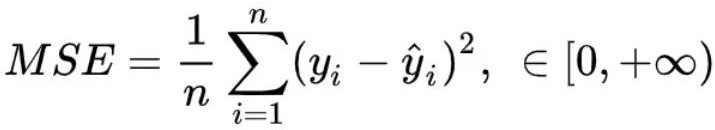 MSE = \frac{1}{n} \sum_{i=1}^{n} (y_i - \hat{y}_i)^2, \in [0, +\infty)